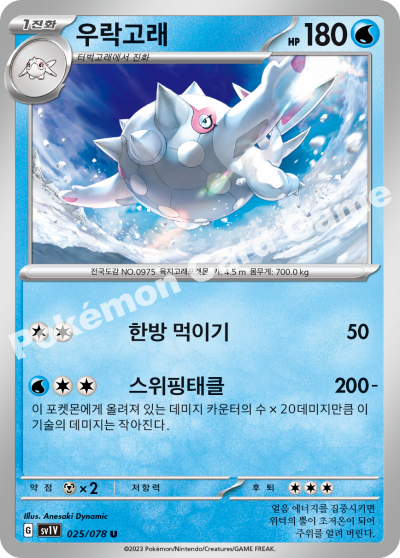 1진화
우락고래
HP 180
터벅고래에서 진화
전국도감 NO.0975 육지고래포켓몬 키: 4.5 m 몸무게: 700.0 kg
Pokémon Card Game
한방 먹이기 50
스위핑태클 200-
이 포켓몬에게 올려져 있는 데미지 카운터의 수×20데미지만큼 이
기술의 데미지는 작아진다.
약점 ×2 저항력 후퇴
Illus. Anesaki Dynamic
G sv1V 025/078 U
얼음 에너지를 집중시키면
위턱의 뿔이 초저온이 되어
주위를 얼려 버린다.
©2023 Pokémon/Nintendo/Creatures/GAME FREAK.